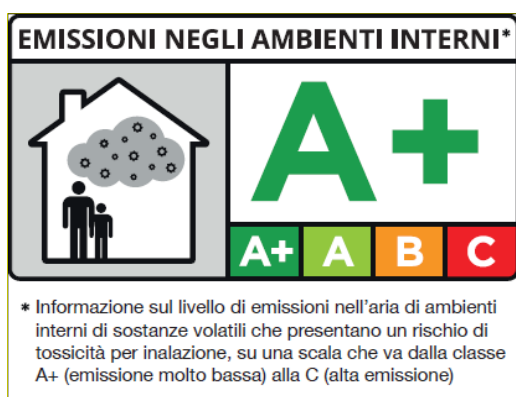 EMISSIONI NEGLI AMBIENTI INTERNI*
A+
A+ A B C
* Informazione sul livello di emissioni nell'aria di ambienti
interni di sostanze volatili che presentano un rischio di
tossicità per inalazione, su una scala che va dalla classe
A+ (emissione molto bassa) alla C (alta emissione)